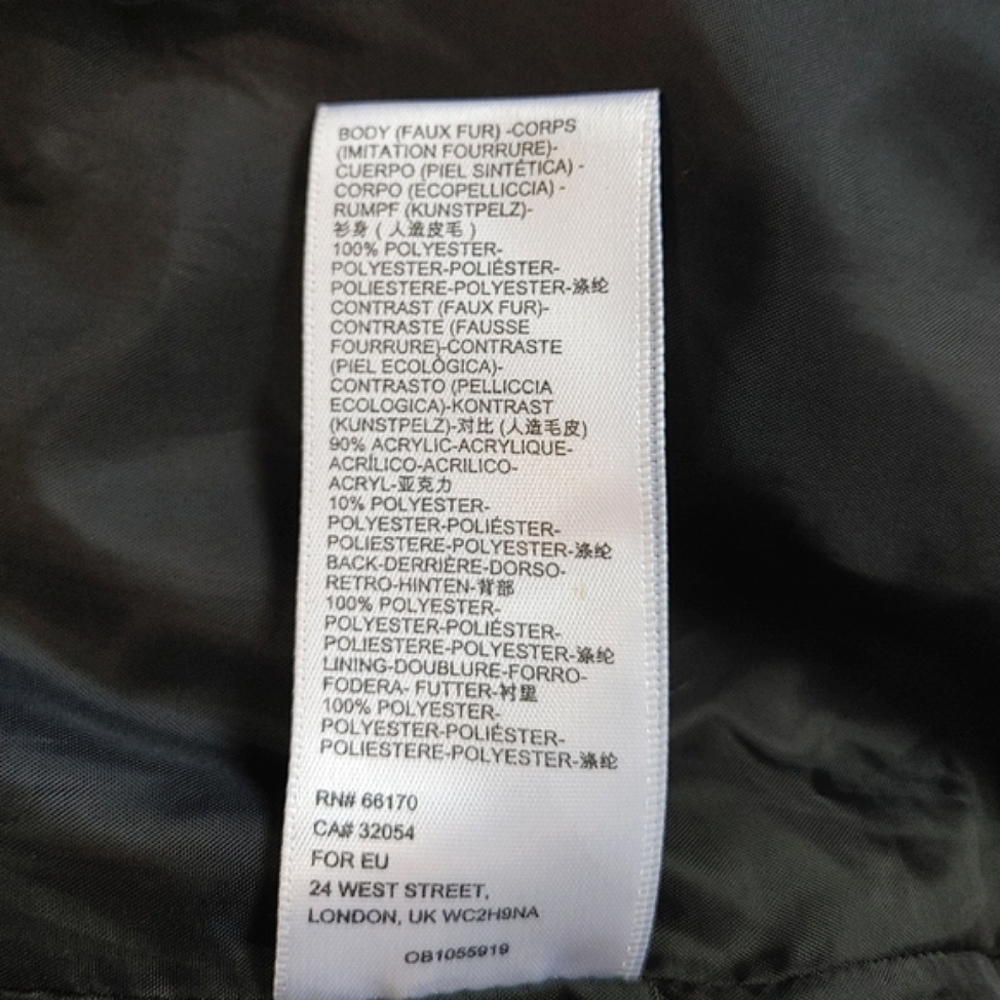 BODY (FAUX FUR) -CORPS
(IMITATION FOURRURE)-
CUERPO (PIEL SINTÉTICA) -
CORPO (ECOPELLICCIA) -
RUMPF (KUNSTPELZ)-
衫身 ( 人造皮毛 )
100% POLYESTER-
POLYESTER-POLIÉSTER-
POLIESTERE-POLYESTER-涤纶
CONTRAST (FAUX FUR)-
CONTRASTE (FAUSSE
FOURRURE)-CONTRASTE
(PIEL ECOLÓGICA)-
CONTRASTO (PELLICCIA
ECOLOGICA)-KONTRAST
(KUNSTPELZ)-对比 (人造毛皮)
90% ACRYLIC-ACRYLIQUE-
ACRÍLICO-ACRILICO-
ACRYL-亚克力
10% POLYESTER-
POLYESTER-POLIÉSTER-
POLIESTERE-POLYESTER-涤纶
BACK-DERRIÈRE-DORSO-
RETRO-HINTEN-背部
100% POLYESTER-
POLYESTER-POLIÉSTER-
POLIESTERE-POLYESTER-涤纶
LINING-DOUBLURE-FORRO-
FODERA- FUTTER-衬里
100% POLYESTER-
POLYESTER-POLIÉSTER-
POLIESTERE-POLYESTER-涤纶
RN# 66170
CA# 32054
FOR EU
24 WEST STREET,
LONDON, UK WC2H9NA
OB1055919